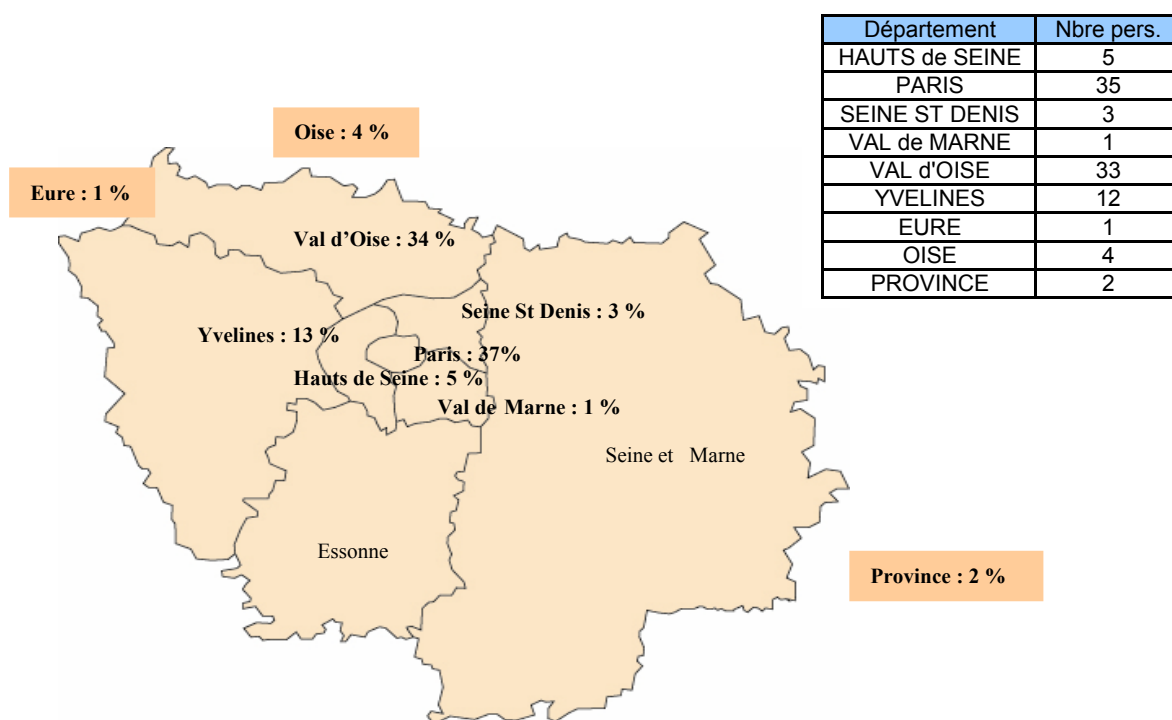 Département Nbre pers.
HAUTS de SEINE 5
PARIS 35
SEINE ST DENIS 3
VAL de MARNE 1
VAL d'OISE 33
YVELINES 12
EURE 1
OISE 4
PROVINCE 2
Oise : 4 %
Eure : 1 %
Val d’Oise : 34 %
Seine St Denis : 3 %
Yvelines : 13 %
Paris : 37%
Hauts de Seine : 5 %
Val de Marne : 1 %
Seine et Marne
Essonne
Province : 2 %